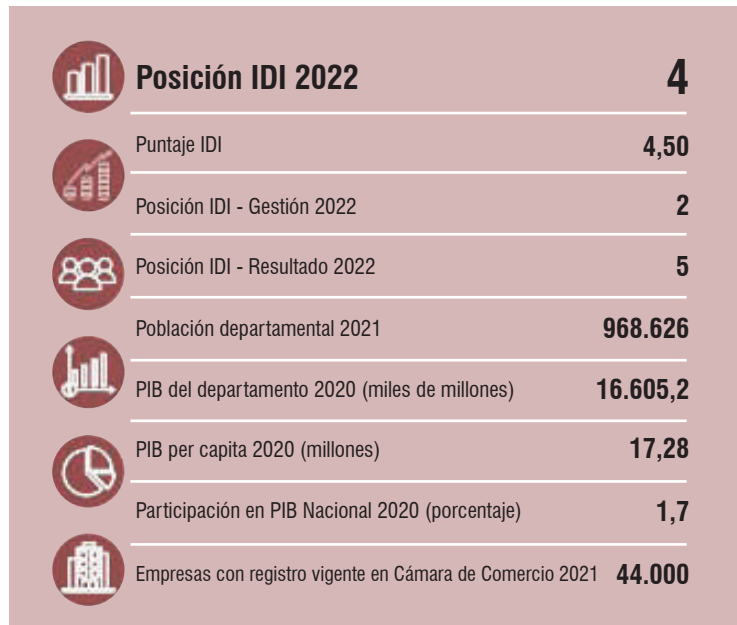 Posición IDI 2022 4
Puntaje IDI 4,50
Posición IDI - Gestión 2022 2
Posición IDI - Resultado 2022 5
Población departamental 2021 968.626
PIB del departamento 2020 (miles de millones) 16.605,2
PIB per capita 2020 (millones) 17,28
Participación en PIB Nacional 2020 (porcentaje) 1,7
Empresas con registro vigente en Cámara de Comercio 2021 44.000